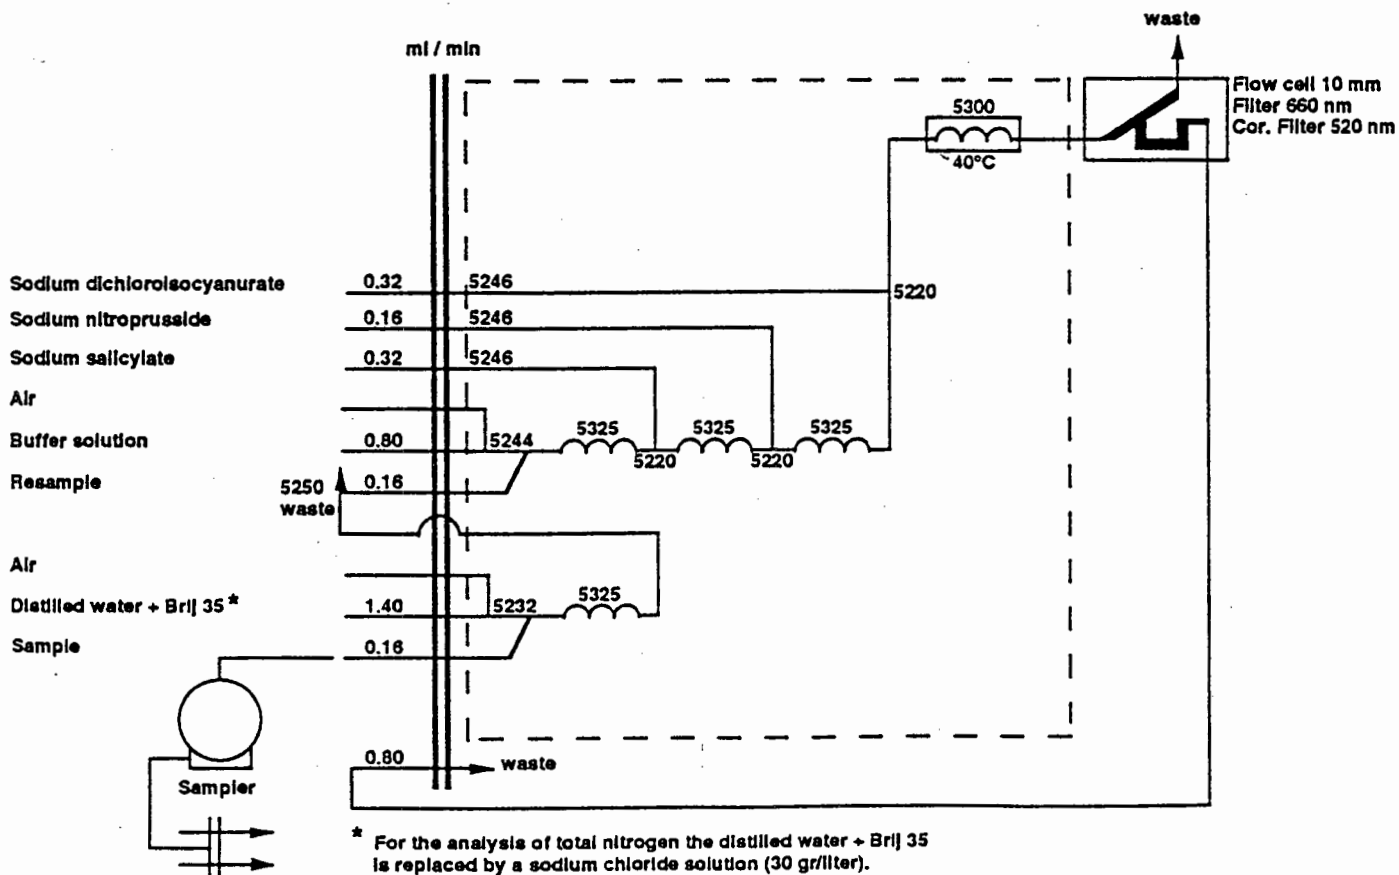 waste
ml / min
Flow cell 10 mm
Filter 660 nm
Cor. Filter 520 nm
5300
40°C
Sodium dichloroisocyanurate 0.32 5246
5220
Sodium nitroprusside 0.16 5246
Sodium salicylate 0.32 5246
Air
Buffer solution 0.80 5244 5325 5325 5325
5220 5220
Resample 0.16
5250
waste
Air
Distilled water + Brij 35* 1.40 5232 5325
Sample 0.16
0.80 waste
Sampler
* For the analysis of total nitrogen the distilled water + Brij 35
is replaced by a sodium chloride solution (30 gr/liter).